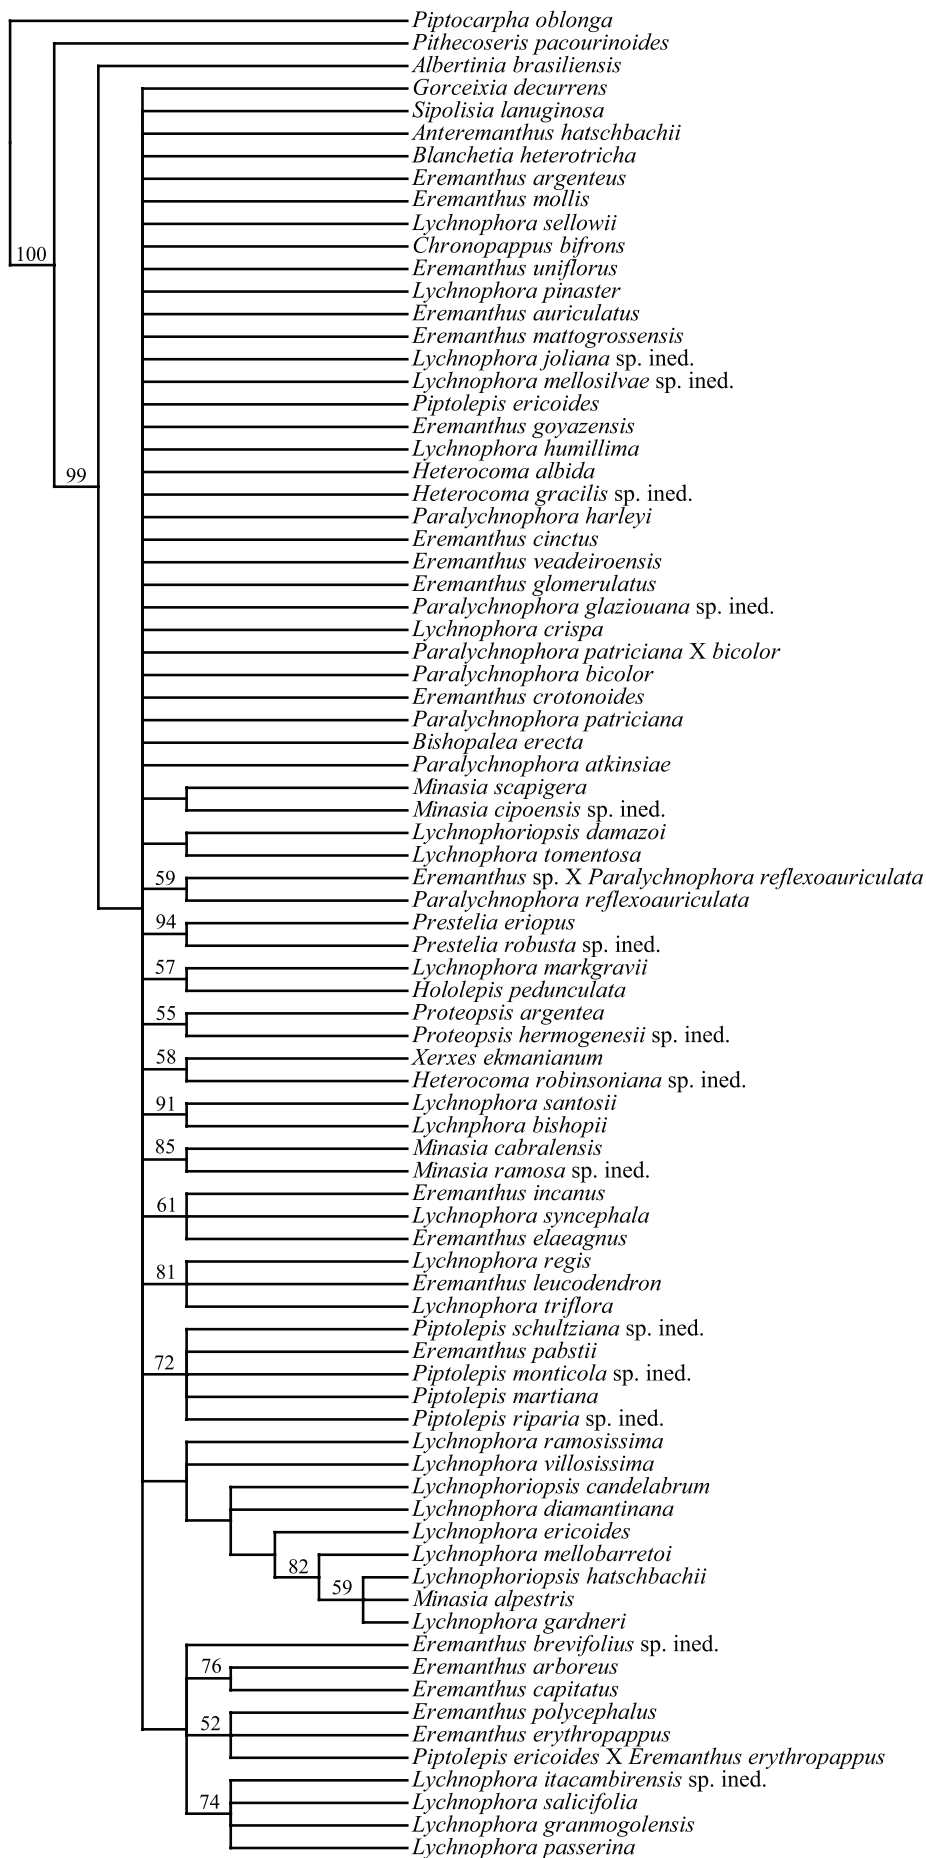 Piptocarpha oblonga
Pithecoseris pacourinoides
Albertinia brasiliensis
Gorceixia decurrens
Sipolisia lanuginosa
Anteremanthus hatschbachii
Blanchetia heterotricha
Eremanthus argenteus
Eremanthus mollis
Lychnophora sellowii
Chronopappus bifrons
100
Eremanthus uniflorus
Lychnophora pinaster
Eremanthus auriculatus
Eremanthus mattogrossensis
Lychnophora joliana sp. ined.
Lychnophora mellosilvae sp. ined.
Piptolepis ericoides
Eremanthus goyazensis
Lychnophora humillima
Heterocoma albida
99
Heterocoma gracilis sp. ined.
Paralychnophora harleyi
Eremanthus cinctus
Eremanthus veadeiroensis
Eremanthus glomerulatus
Paralychnophora glaziouana sp. ined.
Lychnophora crispa
Paralychnophora patriciana X bicolor
Paralychnophora bicolor
Eremanthus crotonoides
Paralychnophora patriciana
Bishopalea erecta
Paralychnophora atkinsiae
Minasia scapigera
Minasia cipoensis sp. ined.
Lychnophoriopsis damazoi
Lychnophora tomentosa
59
Eremanthus sp. X Paralychnophora reflexoauriculata
Paralychnophora reflexoauriculata
94
Prestelia eriopus
Prestelia robusta sp. ined.
57
Lychnophora markgravii
Hololepis pedunculata
55
Proteopsis argentea
Proteopsis hermogenesii sp. ined.
58
Xerxes ekmanianum
Heterocoma robinsoniana sp. ined.
91
Lychnophora santosii
Lychnphora bishopii
85
Minasia cabralensis
Minasia ramosa sp. ined.
Eremanthus incanus
61
Lychnophora syncephala
Eremanthus elaeagnus
Lychnophora regis
81
Eremanthus leucodendron
Lychnophora triflora
Piptolepis schultziana sp. ined.
Eremanthus pabstii
72
Piptolepis monticola sp. ined.
Piptolepis martiana
Piptolepis riparia sp. ined.
Lychnophora ramosissima
Lychnophora villosissima
Lychnophoriopsis candelabrum
Lychnophora diamantinana
Lychnophora ericoides
Lychnophora mellobarretoi
82
Lychnophoriopsis hatschbachii
59
Minasia alpestris
Lychnophora gardneri
Eremanthus brevifolius sp. ined.
76
Eremanthus arboreus
Eremanthus capitatus
Eremanthus polycephalus
52
Eremanthus erythropappus
Piptolepis ericoides X Eremanthus erythropappus
Lychnophora itacambirensis sp. ined.
74
Lychnophora salicifolia
Lychnophora granmogolensis
Lychnophora passerina